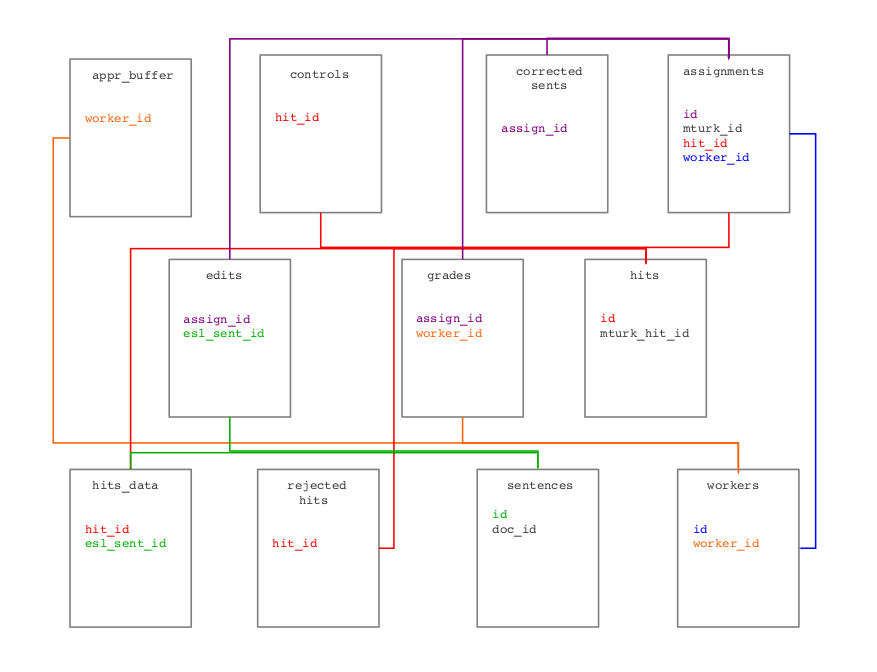 appr_buffer
worker_id
controls
hit_id
corrected
sents
assign_id
assignments
id
mturk_id
hit_id
worker_id
edits
assign_id
esl_sent_id
grades
assign_id
worker_id
hits
id
mturk_hit_id
hits_data
hit_id
esl_sent_id
rejected
hits
hit_id
sentences
id
doc_id
workers
id
worker_id